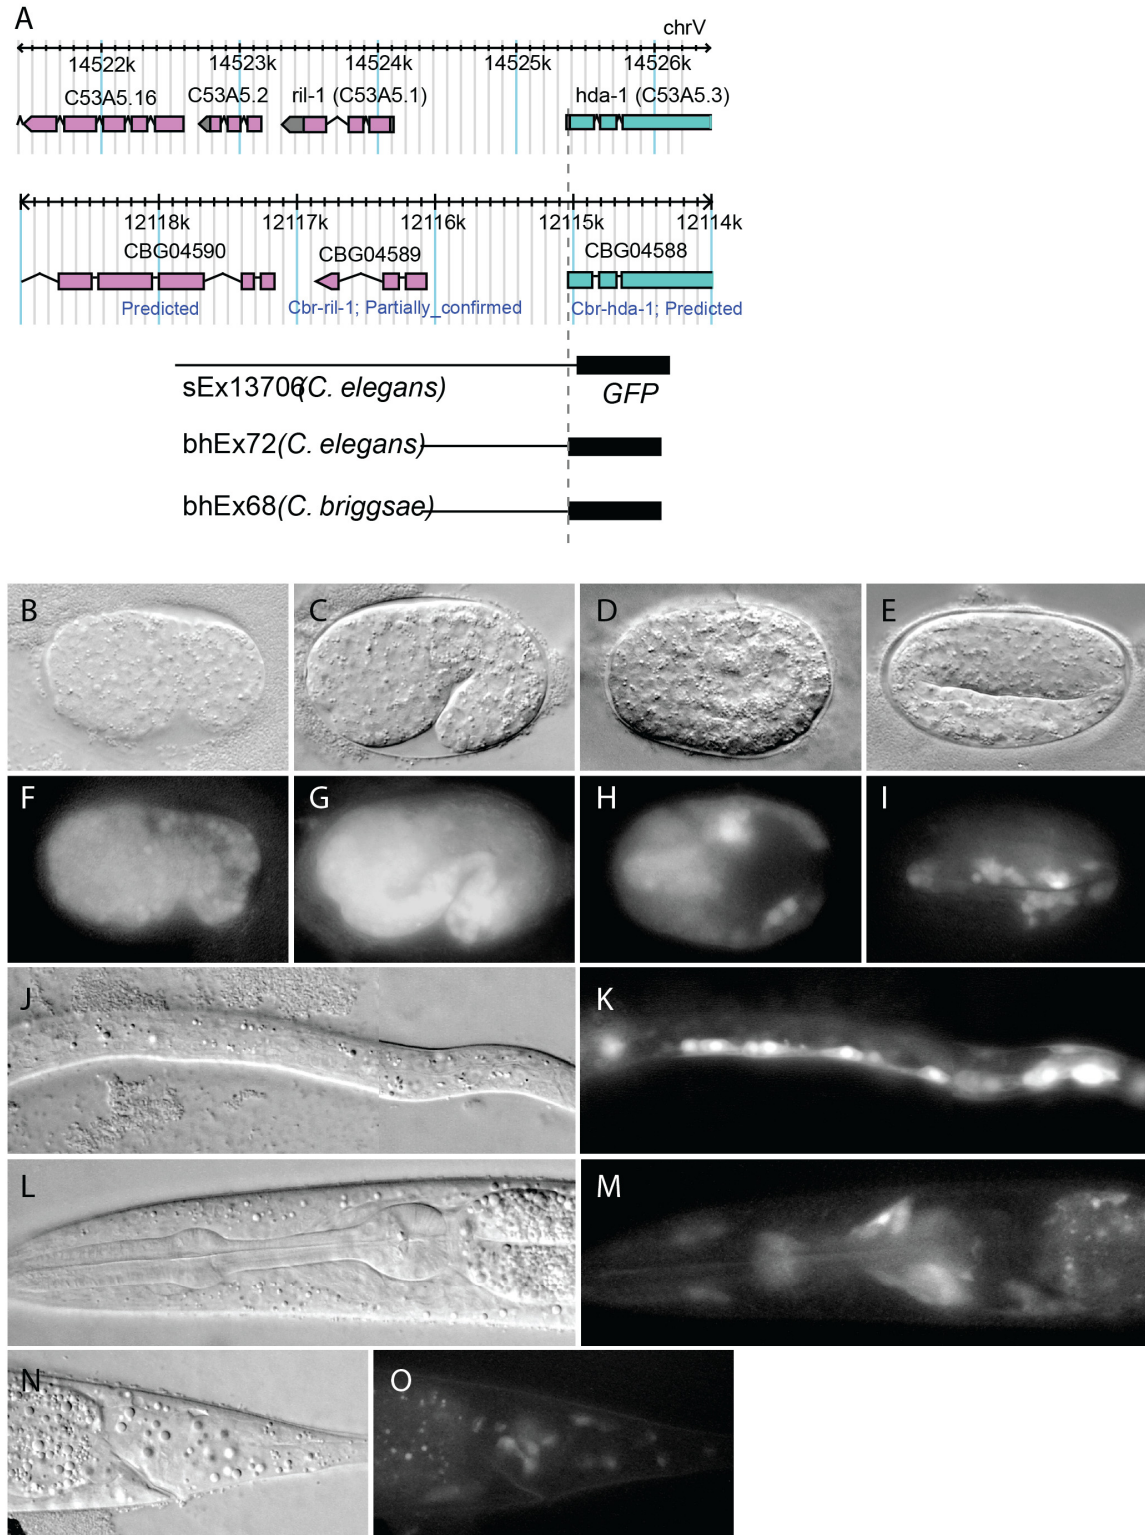 A
chrV
14522k 14523k 14524k 14525k 14526k
C53A5.16 C53A5.2 ril-1 (C53A5.1) hda-1 (C53A5.3)
12118k 12117k 12116k 12115k 12114k
CBG04590 CBG04589 CBG04588
Predicted Cbr-ril-1; Partially_confirmed Cbr-hda-1; Predicted
sEx13706(C. elegans) GFP
bhEx72(C. elegans)
bhEx68(C. briggsae)
B C D E
F G H I
J K
L M
N O